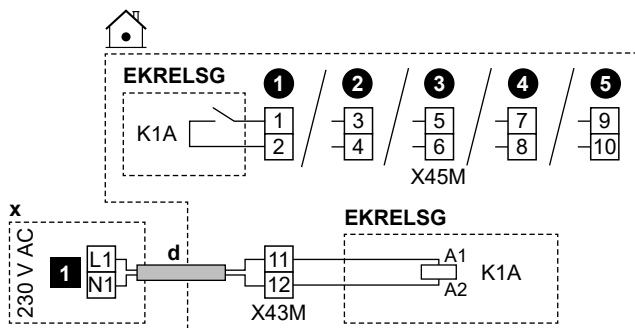 EKRELSG 1 2 3 4 5
K1A 1 / 3 / 5 / 7 / 9
2 4 6 8 10
X45M
x EKRELSG
230 V AC 1 L1 d 11 A1 K1A
N1 12 A2
X43M